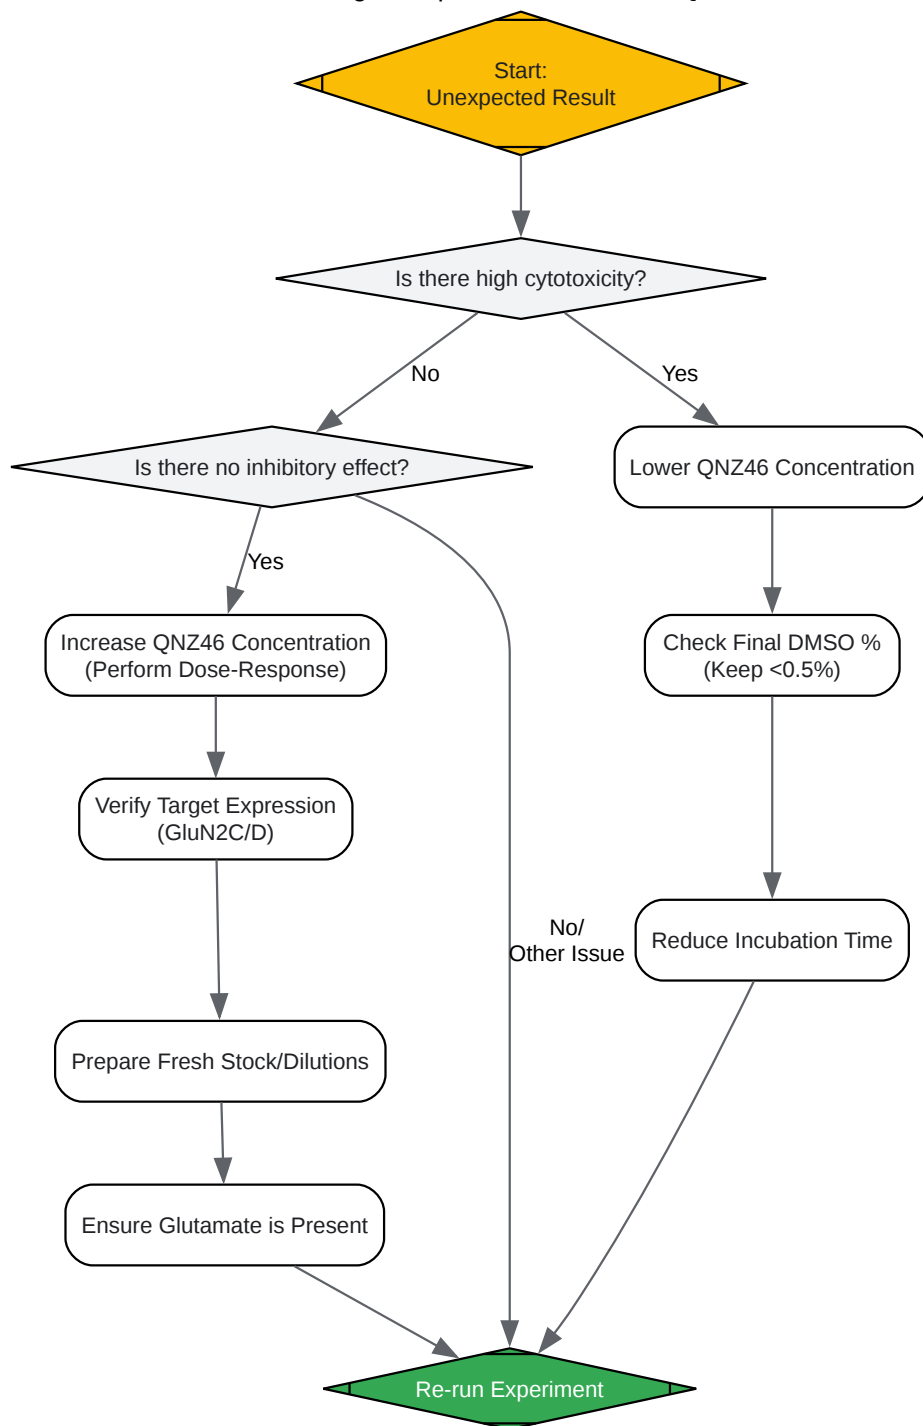 Start:
Unexpected Result
Is there high cytotoxicity?
No
Yes
Is there no inhibitory effect?
Lower QNZ46 Concentration
Yes
Increase QNZ46 Concentration
(Perform Dose-Response)
Check Final DMSO %
(Keep <0.5%)
Verify Target Expression
(GluN2C/D)
No/
Other Issue
Reduce Incubation Time
Prepare Fresh Stock/Dilutions
Ensure Glutamate is Present
Re-run Experiment